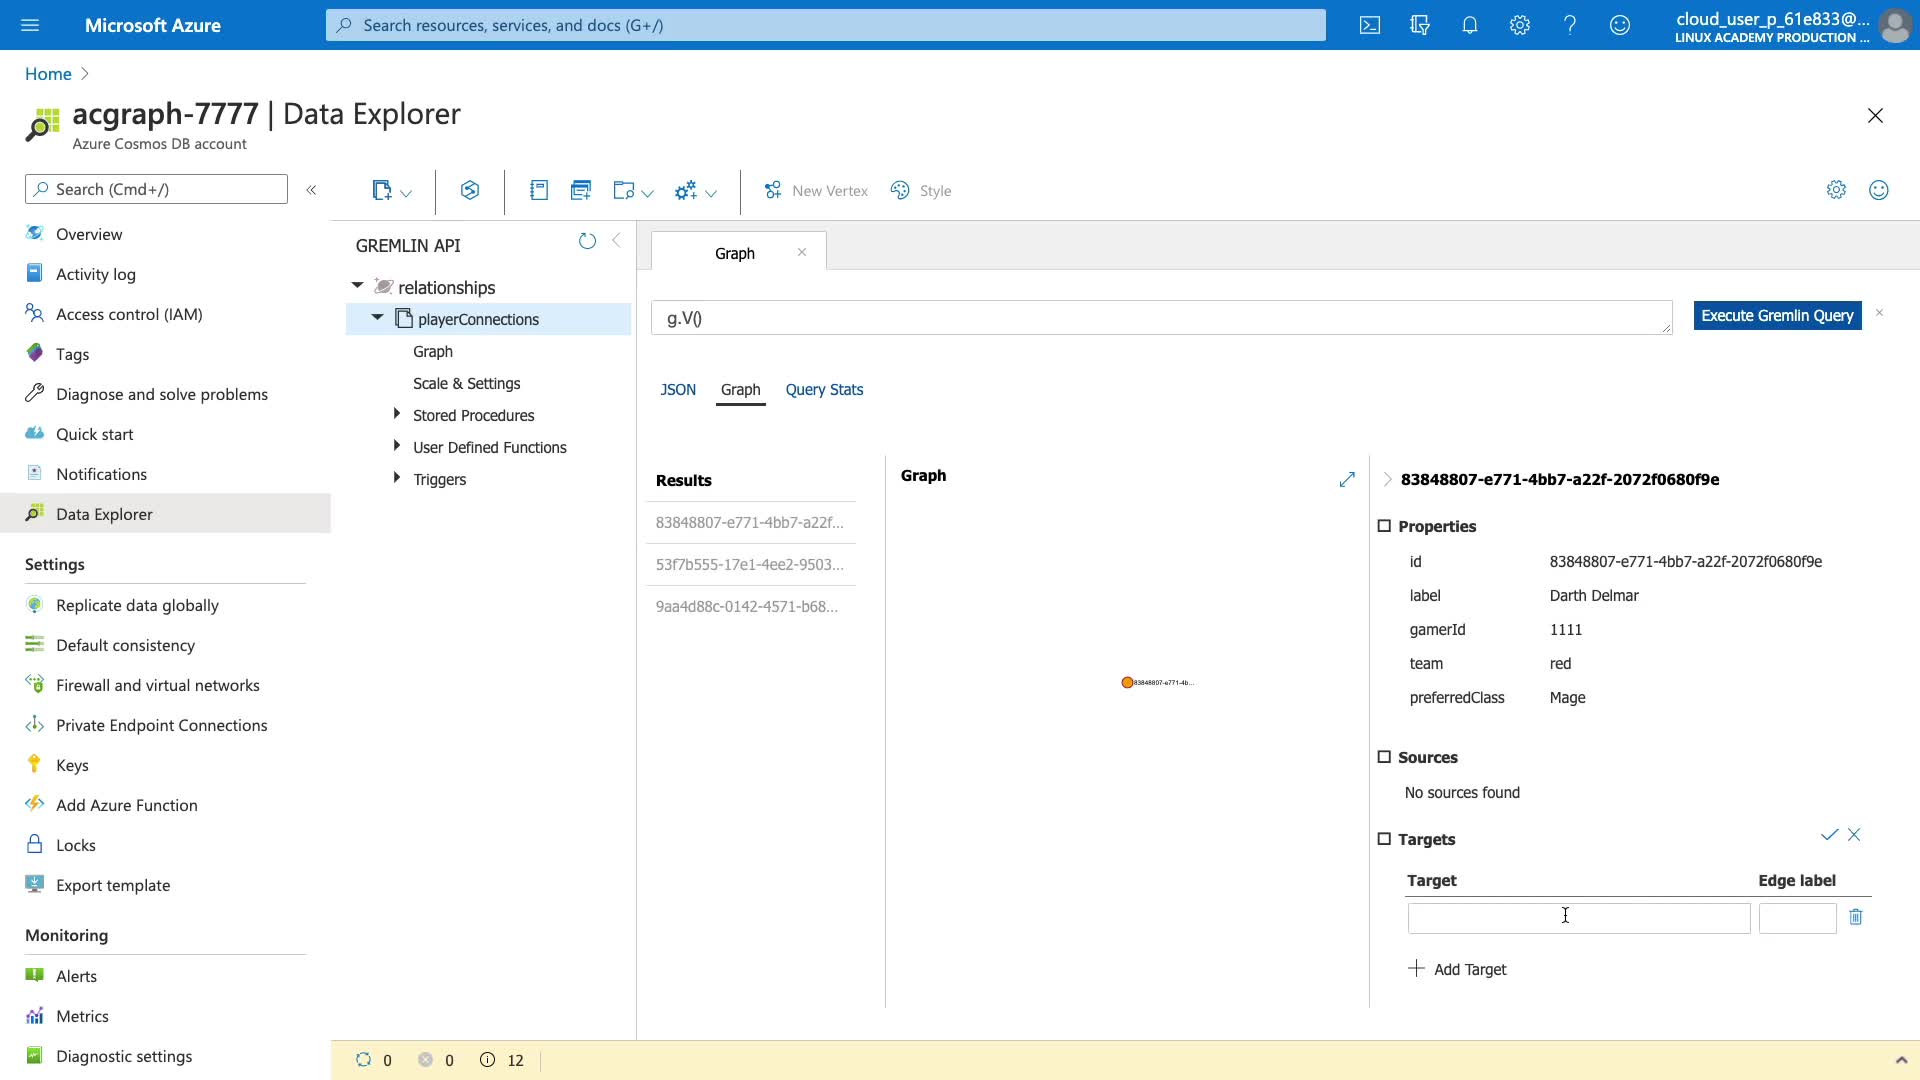 Microsoft Azure
Search resources, services, and docs (G+/)
cloud_user_p_61e833@...
LINUX ACADEMY PRODUCTION ...
Home
acgraph-7777 | Data Explorer
Azure Cosmos DB account
Search (Cmd+/)
Overview
Activity log
Access control (IAM)
Tags
Diagnose and solve problems
Quick start
Notifications
Data Explorer
Settings
Replicate data globally
Default consistency
Firewall and virtual networks
Private Endpoint Connections
Keys
Add Azure Function
Locks
Export template
Monitoring
Alerts
Metrics
Diagnostic settings
New Vertex
Style
GREMLIN API
relationships
playerConnections
Graph
Scale & Settings
Stored Procedures
User Defined Functions
Triggers
Graph
g.V()
Execute Gremlin Query
JSON Graph Query Stats
Results
83848807-e771-4bb7-a22f...
53f7b555-17e1-4ee2-9503...
9aa4d88c-0142-4571-b68...
Graph
83848807-e771-4b...
83848807-e771-4bb7-a22f-2072f0680f9e
Properties
id 83848807-e771-4bb7-a22f-2072f0680f9e
label Darth Delmar
gamerId 1111
team red
preferredClass Mage
Sources
No sources found
Targets
Target Edge label
Add Target
0 0 12